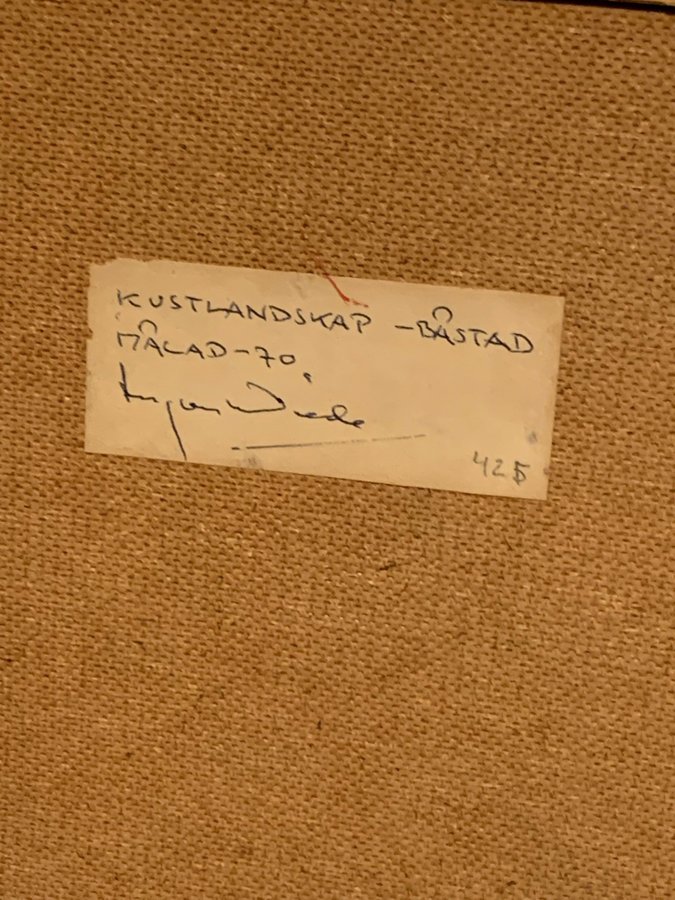 KUSTLANDSKAP - BÅSTAD
MÅLAD - 70
425